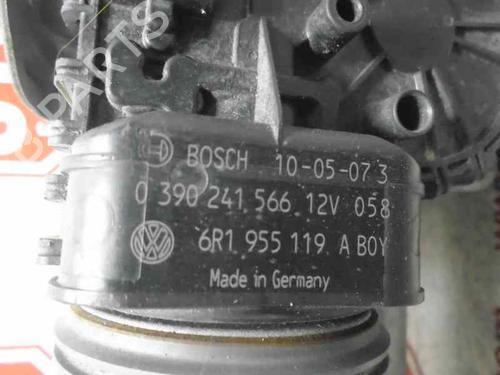 PARTS
BOSCH 10-05-07 3
0 390 241 566 12V 058
6R1 955 119 A BOY
Made in Germany